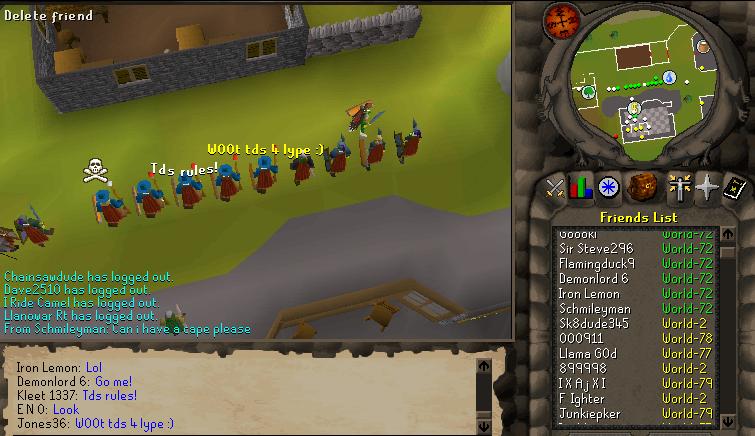 Delete friend
W00t tds 4 lype :)
Tds rules!
Chainsawdude has logged out.
Dave2510 has logged out.
I Ride Camel has logged out.
Llanowar Rt has logged out.
From Schmileyman: Can i have a cape please
Iron Lemon: Lol
Demonlord 6: Go me!
Kleet 1337: Tds rules!
E N 0: Look
Jones36: W00t tds 4 lype :)
Friends List
World-72
Sir Steve296 World-72
Flamingduck9 World-72
Demonlord 6 World-72
Iron Lemon World-72
Schmileyman World-72
Sk8dude345 World-2
000911 World-78
Llama G0d World-77
899998 World-2
I X A j X I World-79
F Ighter World-2
Junkiepker World-79